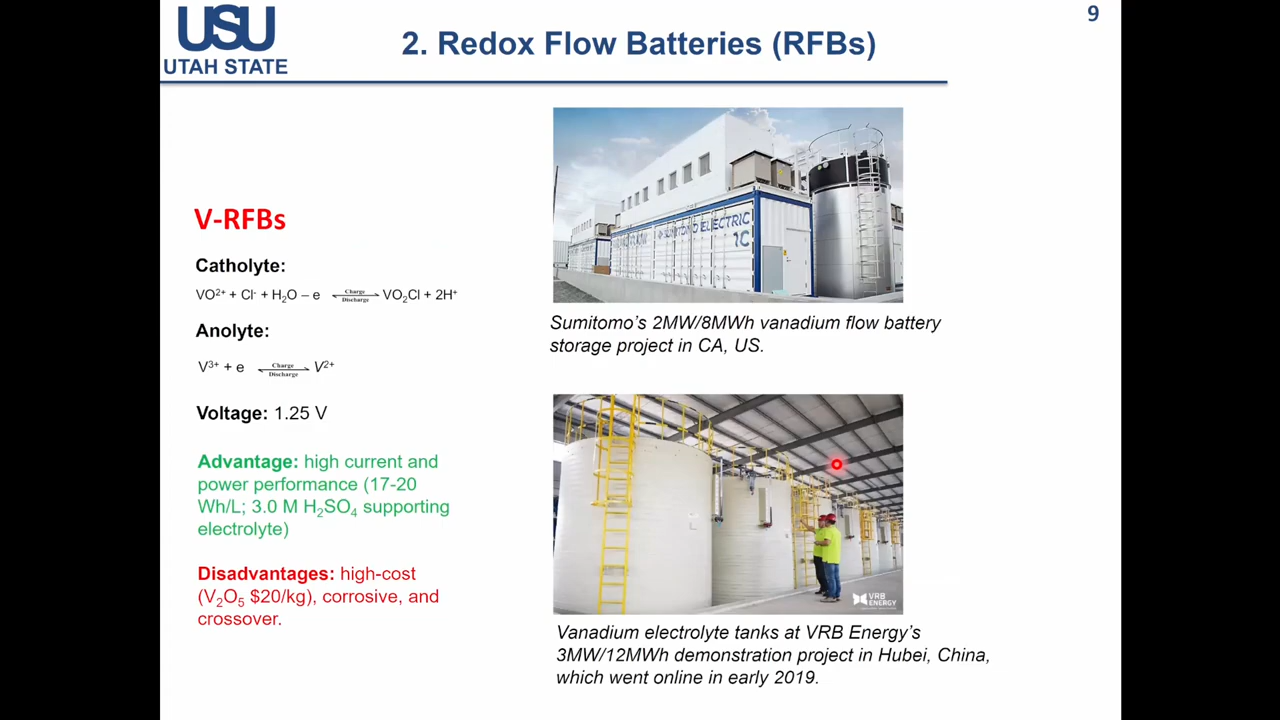 USU
UTAH STATE
2. Redox Flow Batteries (RFBs)
9
V-RFBs
Catholyte:
VO²⁺ + Cl⁻ + H₂O – e Charge Discharge VO₂Cl + 2H⁺
Anolyte:
V³⁺ + e Charge Discharge V²⁺
Voltage: 1.25 V
Advantage: high current and
power performance (17-20
Wh/L; 3.0 M H₂SO₄ supporting
electrolyte)
Disadvantages: high-cost
(V₂O₅ $20/kg), corrosive, and
crossover.
SUMITOMO ELECTRIC
Sumitomo’s 2MW/8MWh vanadium flow battery
storage project in CA, US.
VRB
ENERGY
Vanadium electrolyte tanks at VRB Energy’s
3MW/12MWh demonstration project in Hubei, China,
which went online in early 2019.